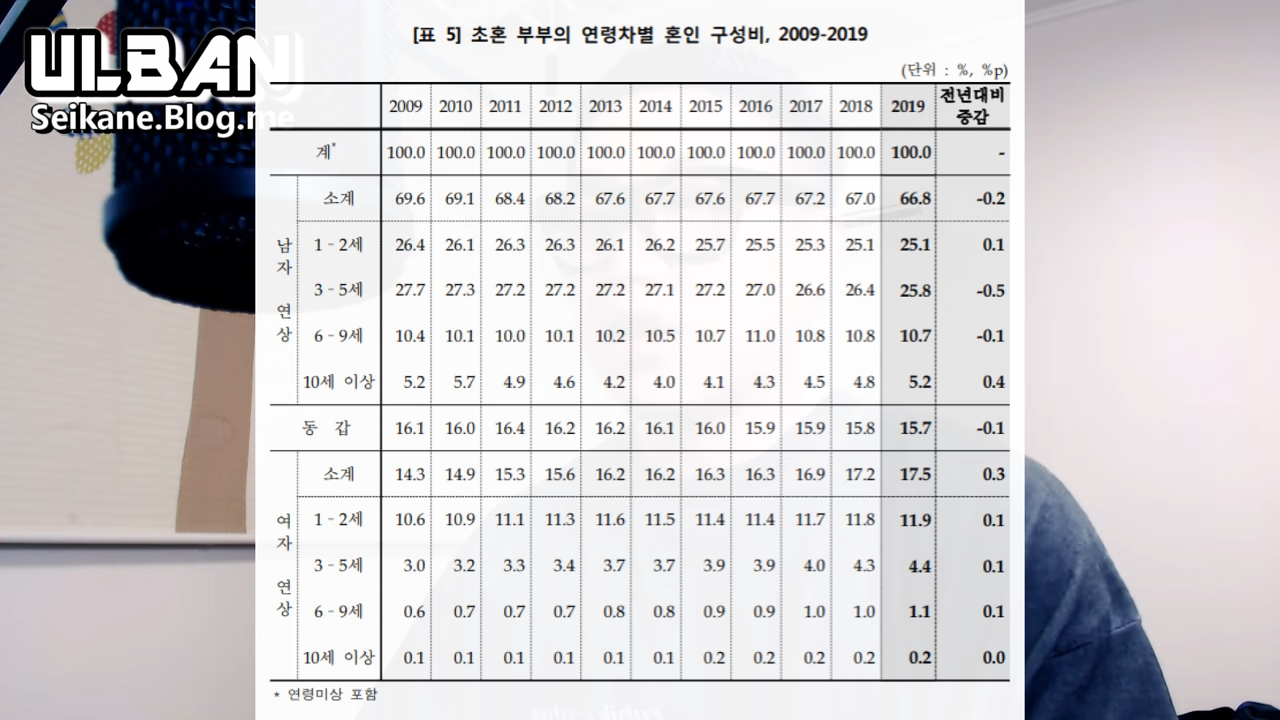 ULBAN
Seikane.Blog.me
[표 5] 초혼 부부의 연령차별 혼인 구성비, 2009-2019
(단위 : %, %p)
2009 2010 2011 2012 2013 2014 2015 2016 2017 2018 2019 전년대비 증감
계* 100.0 100.0 100.0 100.0 100.0 100.0 100.0 100.0 100.0 100.0 100.0 -
남자 연상
소계 69.6 69.1 68.4 68.2 67.6 67.7 67.6 67.7 67.2 67.0 66.8 -0.2
1-2세 26.4 26.1 26.3 26.3 26.1 26.2 25.7 25.5 25.3 25.1 25.1 0.1
3-5세 27.7 27.3 27.2 27.2 27.2 27.1 27.2 27.0 26.6 26.4 25.8 -0.5
6-9세 10.4 10.1 10.0 10.1 10.2 10.5 10.7 11.0 10.8 10.8 10.7 -0.1
10세 이상 5.2 5.7 4.9 4.6 4.2 4.0 4.1 4.3 4.5 4.8 5.2 0.4
동 갑 16.1 16.0 16.4 16.2 16.2 16.1 16.0 15.9 15.9 15.8 15.7 -0.1
여자 연상
소계 14.3 14.9 15.3 15.6 16.2 16.2 16.3 16.3 16.9 17.2 17.5 0.3
1-2세 10.6 10.9 11.1 11.3 11.6 11.5 11.4 11.4 11.7 11.8 11.9 0.1
3-5세 3.0 3.2 3.3 3.4 3.7 3.7 3.9 3.9 4.0 4.3 4.4 0.1
6-9세 0.6 0.7 0.7 0.7 0.8 0.8 0.9 0.9 1.0 1.0 1.1 0.1
10세 이상 0.1 0.1 0.1 0.1 0.1 0.1 0.2 0.2 0.2 0.2 0.2 0.0
* 연령미상 포함